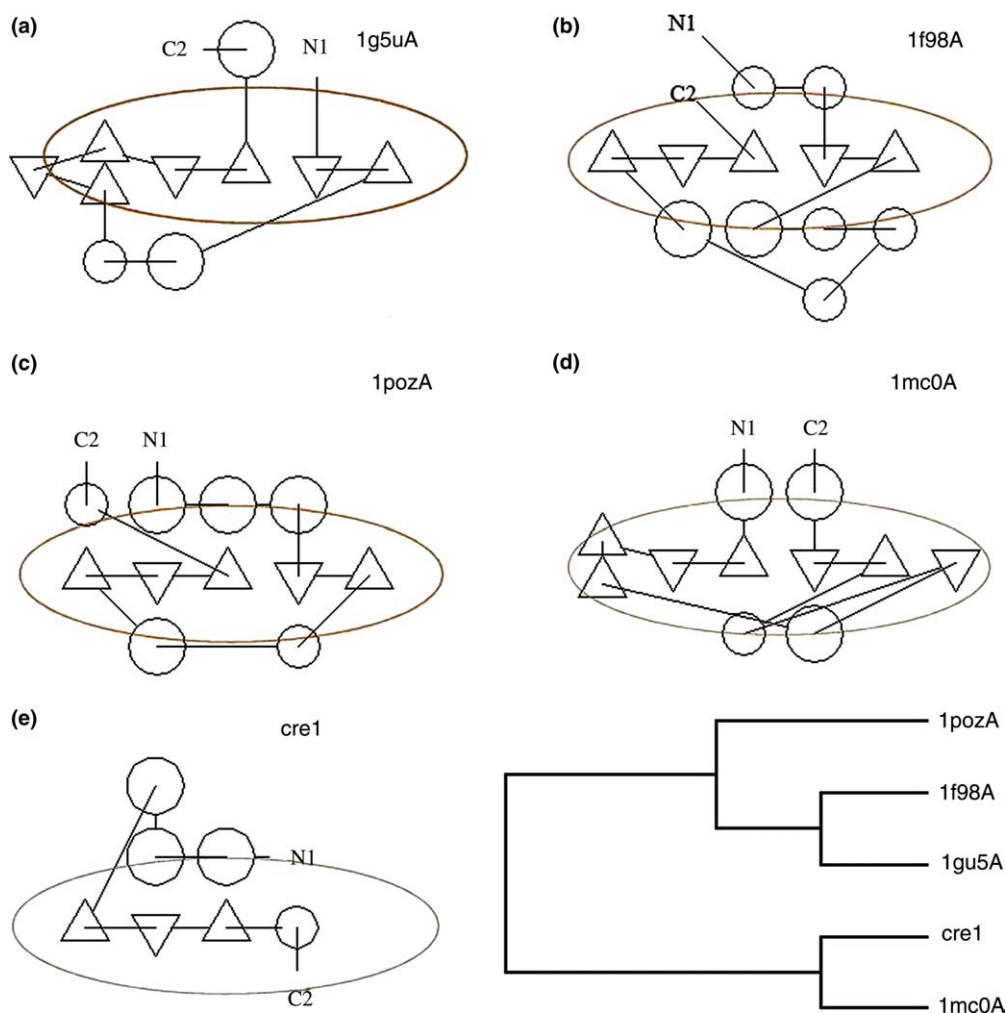 (a)
1g5uA
C2
N1
(b)
1f98A
N1
C2
(c)
1pozA
C2
N1
(d)
1mc0A
N1
C2
(e)
cre1
N1
C2
1pozA
1f98A
1gu5A
cre1
1mc0A